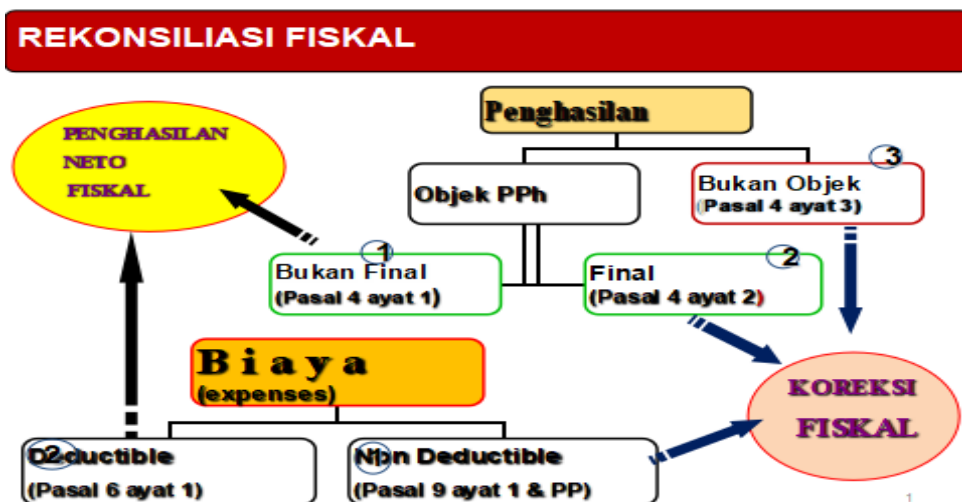 REKONSILIASI FISKAL
Penghasilan
PENGHASILAN
NETO
FISKAL
Objek PPh
3
Bukan Objek
(Pasal 4 ayat 3)
1
Bukan Final
(Pasal 4 ayat 1)
2
Final
(Pasal 4 ayat 2)
B i a y a
(expenses)
KOREKSI
FISKAL
2
Deductible
(Pasal 6 ayat 1)
1
Non Deductible
(Pasal 9 ayat 1 & PP)
1